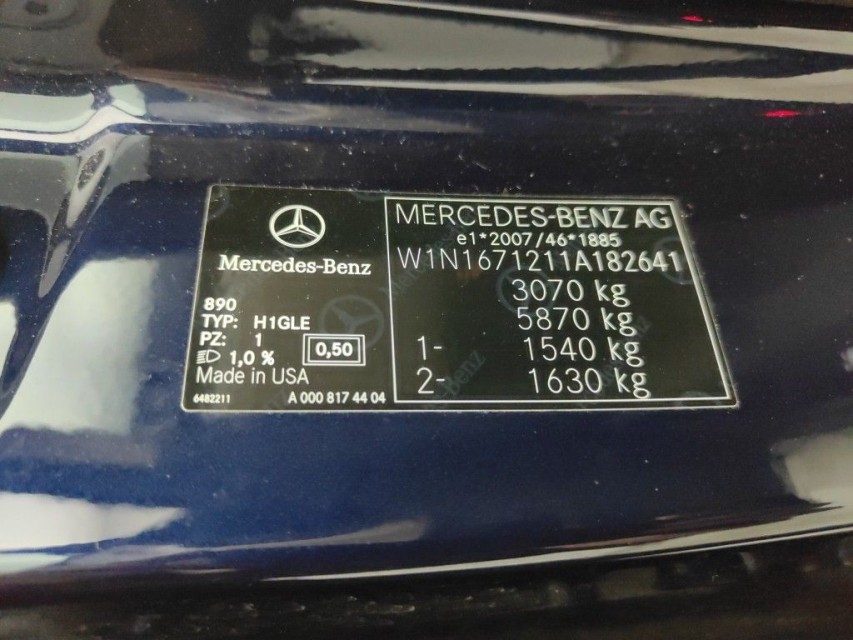 Mercedes-Benz
890
TYP: H1GLE
PZ: 1
1,0 %
0,50
Made in USA
6482211
A 000 817 44 04
MERCEDES-BENZ AG
e1*2007/46*1885
W1N1671211A182641
3070 kg
5870 kg
1- 1540 kg
2- 1630 kg